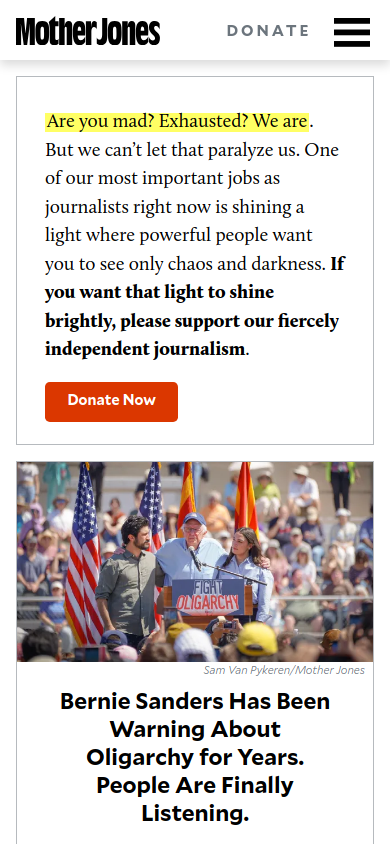 Mother Jones
DONATE
Are you mad? Exhausted? We are.
But we can’t let that paralyze us. One
of our most important jobs as
journalists right now is shining a
light where powerful people want
you to see only chaos and darkness. If
you want that light to shine
brightly, please support our fiercely
independent journalism.
Donate Now
FIGHT
OLIGARCHY
Sam Van Pykeren/Mother Jones
Bernie Sanders Has Been
Warning About
Oligarchy for Years.
People Are Finally
Listening.